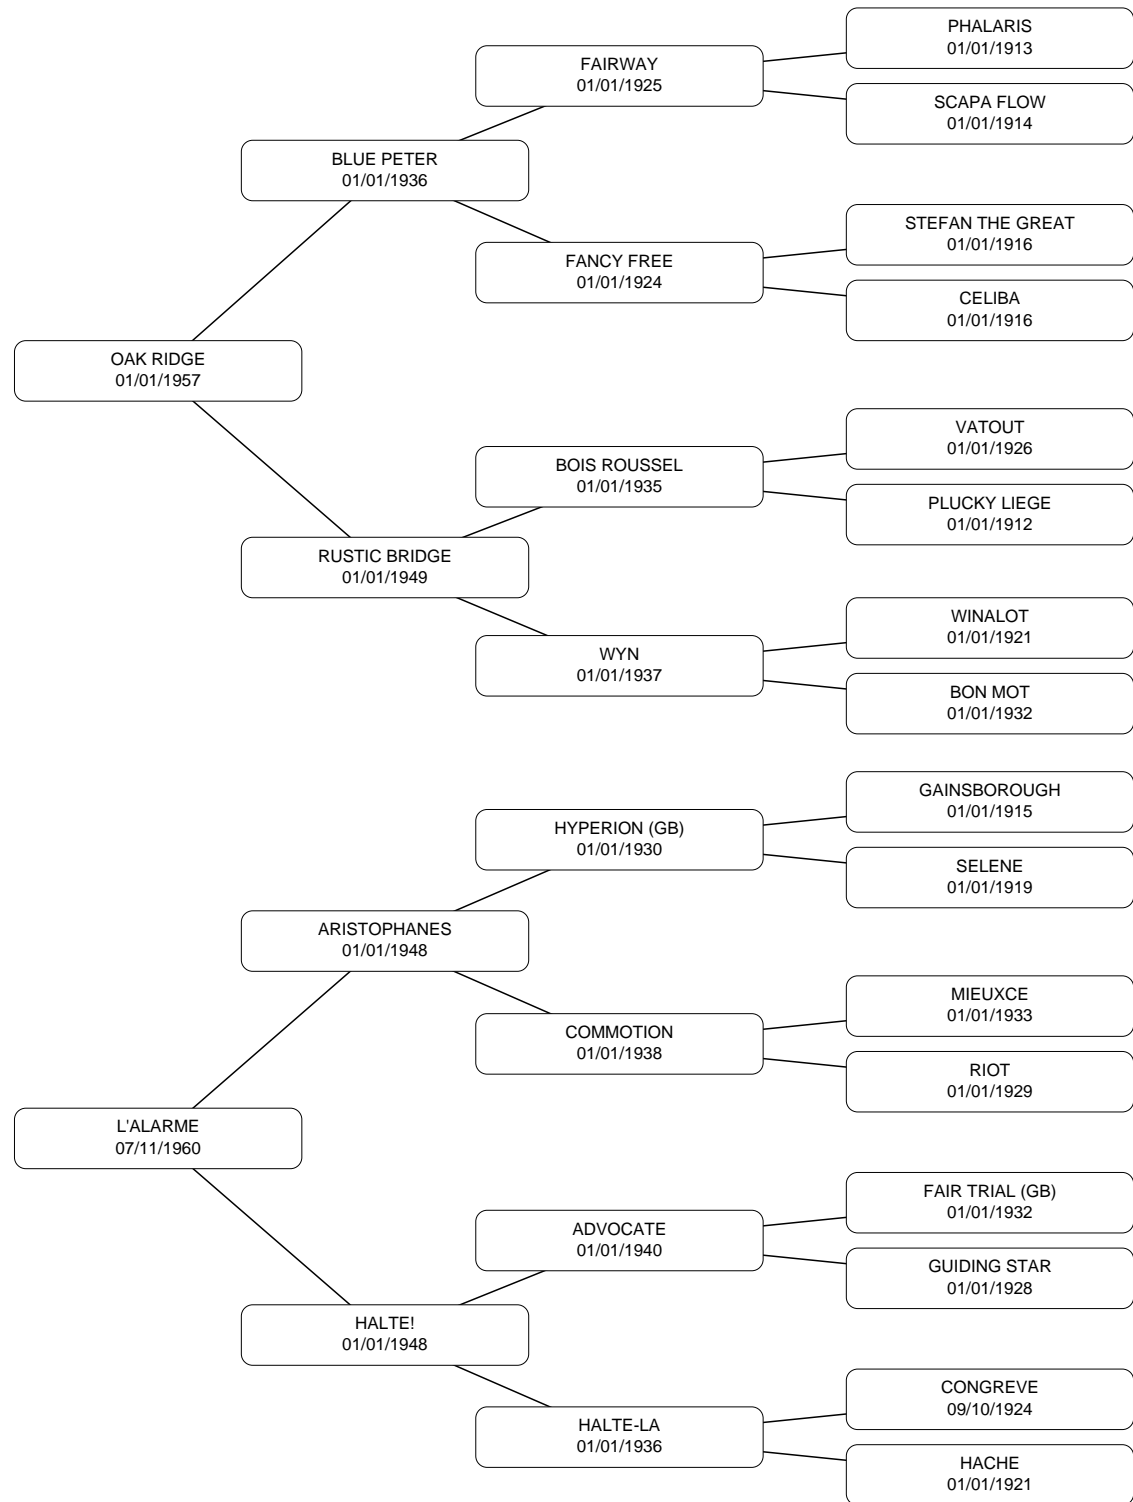 PHALARIS
01/01/1913
FAIRWAY
01/01/1925
SCAPA FLOW
01/01/1914
BLUE PETER
01/01/1936
STEFAN THE GREAT
01/01/1916
FANCY FREE
01/01/1924
CELIBA
01/01/1916
OAK RIDGE
01/01/1957
VATOUT
01/01/1926
BOIS ROUSSEL
01/01/1935
PLUCKY LIEGE
01/01/1912
RUSTIC BRIDGE
01/01/1949
WINALOT
01/01/1921
WYN
01/01/1937
BON MOT
01/01/1932
GAINSBOROUGH
01/01/1915
HYPERION (GB)
01/01/1930
SELENE
01/01/1919
ARISTOPHANES
01/01/1948
MIEUXCE
01/01/1933
COMMOTION
01/01/1938
RIOT
01/01/1929
L'ALARME
07/11/1960
FAIR TRIAL (GB)
01/01/1932
ADVOCATE
01/01/1940
GUIDING STAR
01/01/1928
HALTE!
01/01/1948
CONGREVE
09/10/1924
HALTE-LA
01/01/1936
HACHE
01/01/1921